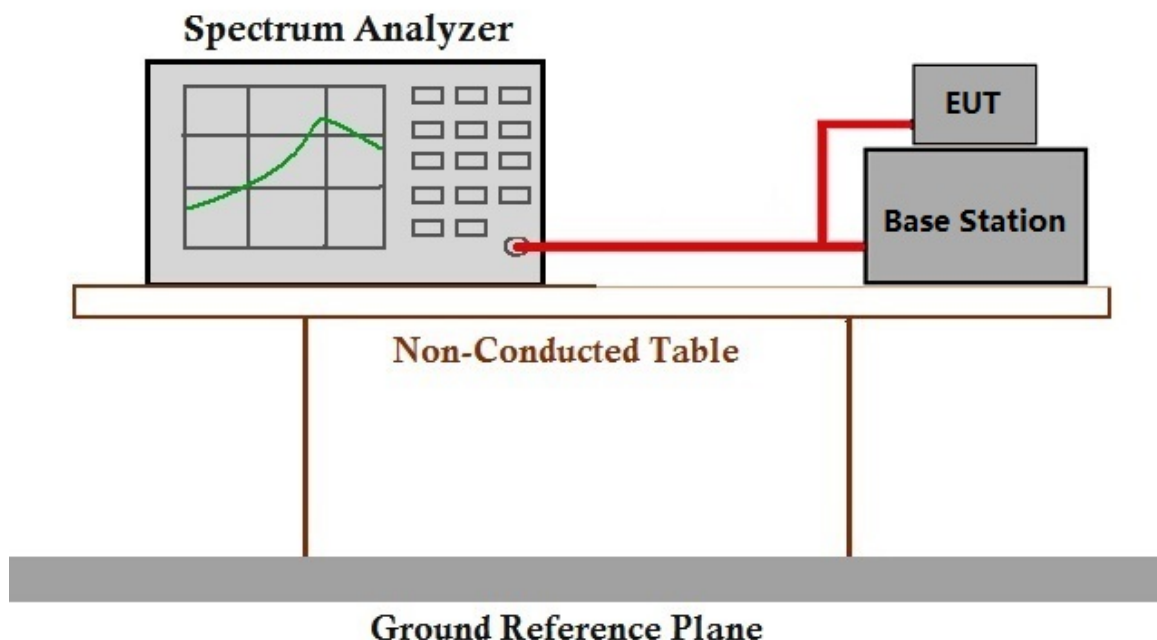 Spectrum Analyzer
EUT
Base Station
Non-Conducted Table
Ground Reference Plane